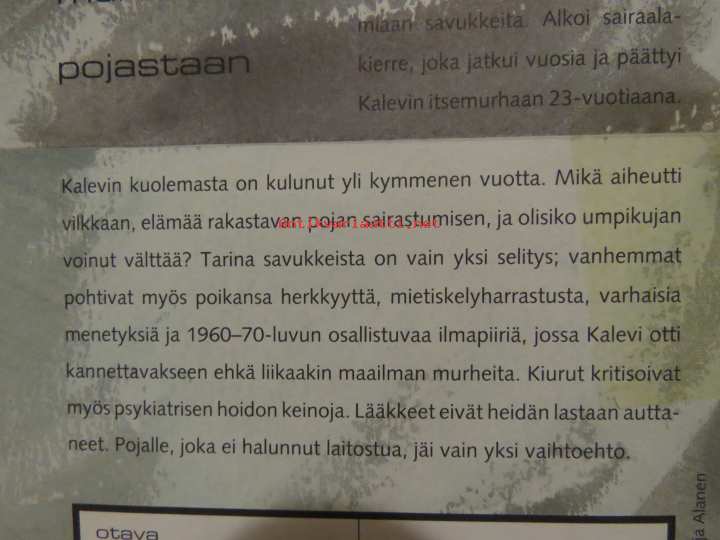 pojastaan
miaan savukkeita. Alkoi sairaala-
kierre, joka jatkui vuosia ja päättyi
Kalevin itsemurhaan 23-vuotiaana.
Kalevin kuolemasta on kulunut yli kymmenen vuotta. Mikä aiheutti
vilkkaan, elämää rakastavan pojan sairastumisen, ja olisiko umpikujan
voinut välttää? Tarina savukkeista on vain yksi selitys; vanhemmat
pohtivat myös poikansa herkkyyttä, mietiskelyharrastusta, varhaisia
menetyksiä ja 1960–70-luvun osallistuvaa ilmapiiriä, jossa Kalevi otti
kannettavakseen ehkä liikaakin maailman murheita. Kiurut kritisoivat
myös psykiatrisen hoidon keinoja. Lääkkeet eivät heidän lastaan autta-
neet. Pojalle, joka ei halunnut laitostua, jäi vain yksi vaihtoehto.
otava
ja Alanen